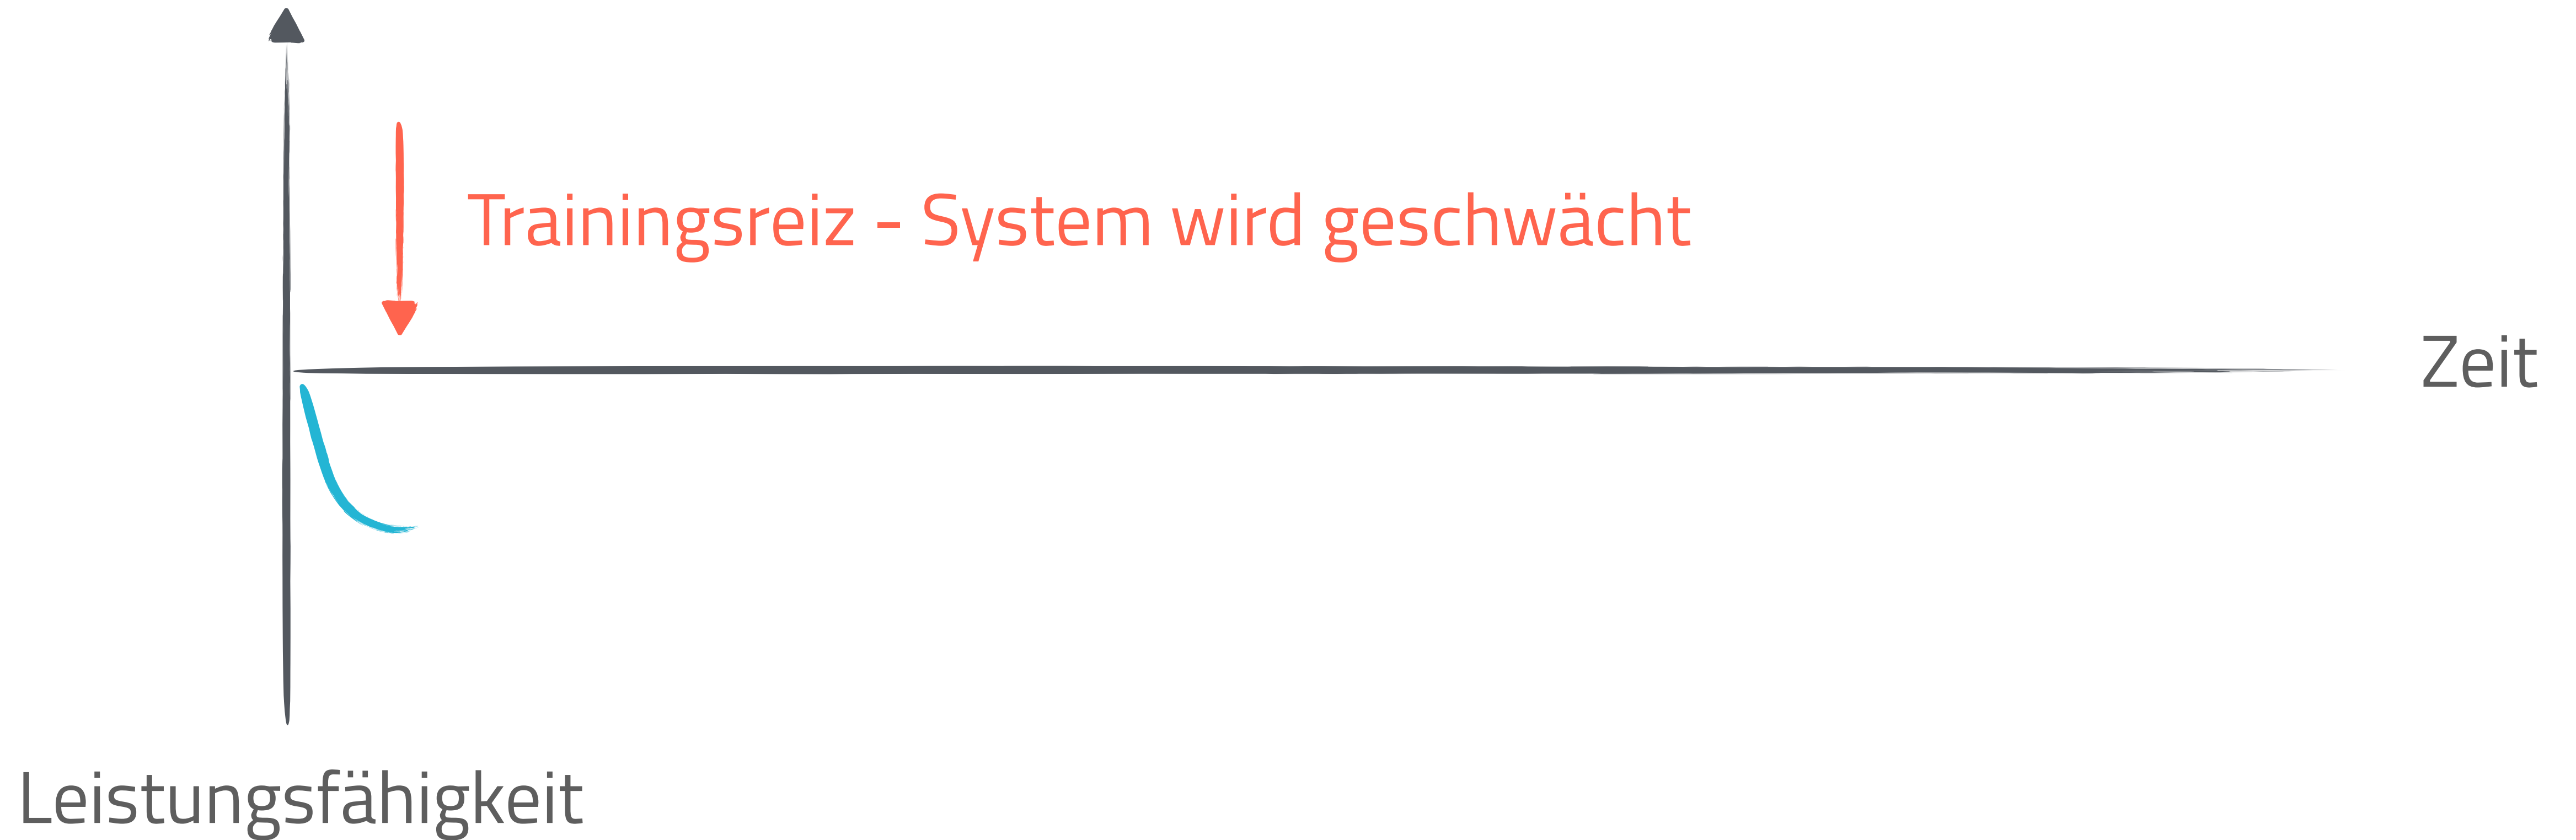 Trainingsreiz - System wird geschwächt
Zeit
Leistungsfähigkeit